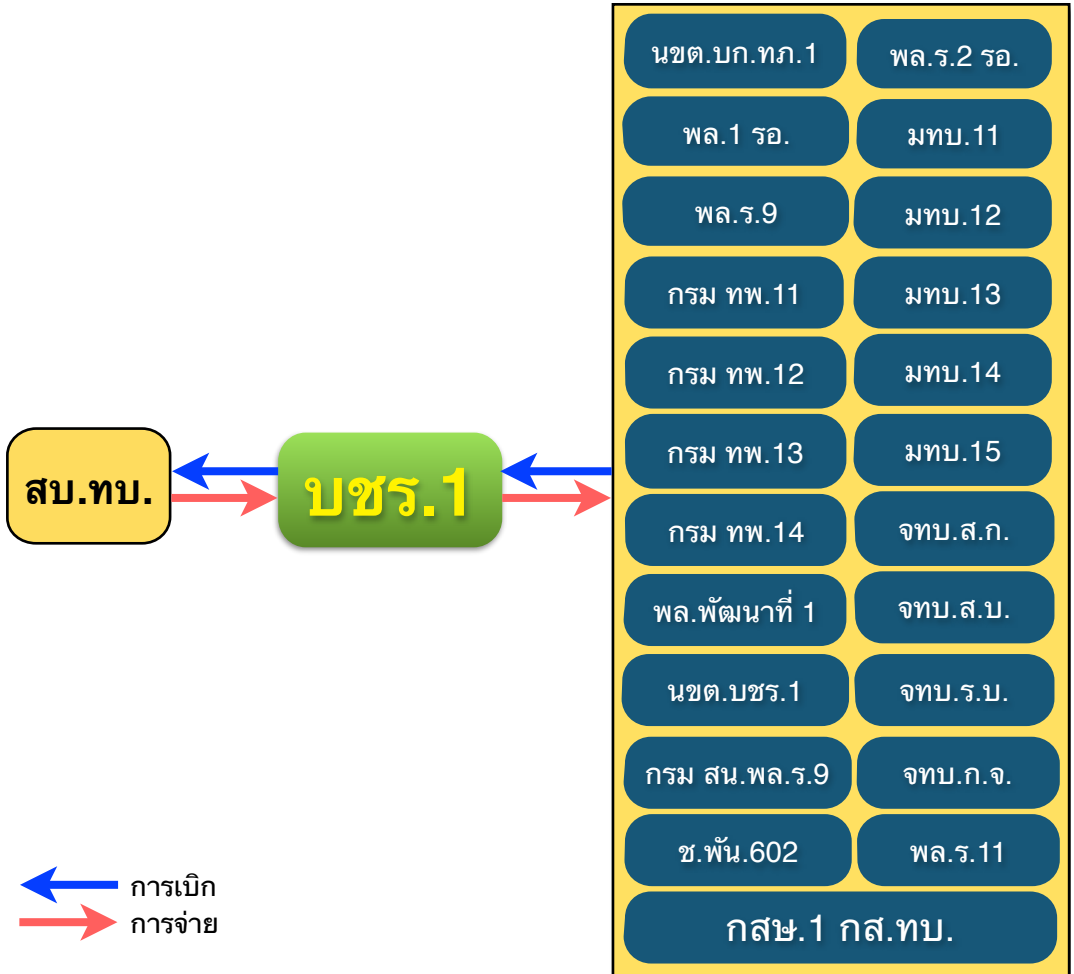 นขต.บก.ทภ.1
พล.ร.2 รอ.
พล.1 รอ.
มทบ.11
พล.ร.9
มทบ.12
กรม ทพ.11
มทบ.13
กรม ทพ.12
มทบ.14
กรม ทพ.13
มทบ.15
สบ.ทบ.
บชร.1
กรม ทพ.14
จทบ.ส.ก.
พล.พัฒนาที่ 1
จทบ.ส.บ.
นขต.บชร.1
จทบ.ร.บ.
กรม สน.พล.ร.9
จทบ.ก.จ.
ช.พัน.602
พล.ร.11
กสษ.1 กส.ทบ.
การเบิก
การจ่าย